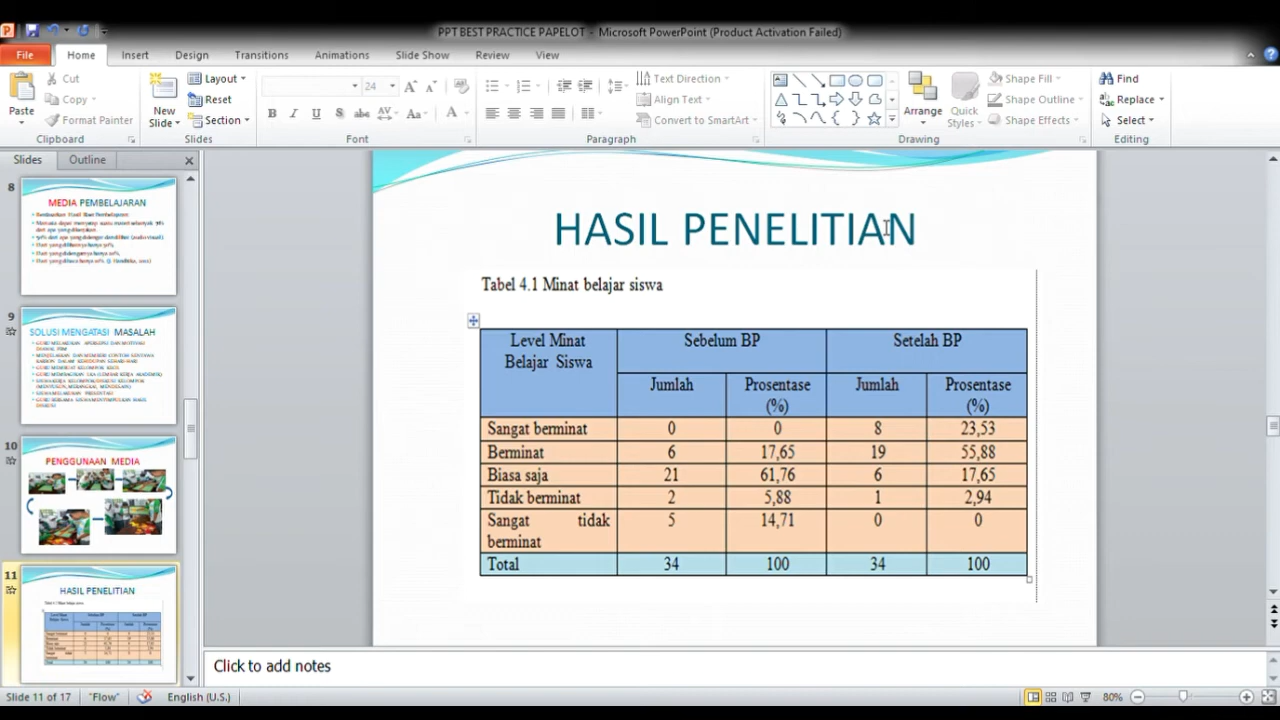 PPT BEST PRACTICE PAPELOT - Microsoft PowerPoint (Product Activation Failed)
File Home Insert Design Transitions Animations Slide Show Review View
Paste
Cut
Copy
Format Painter
Clipboard
New Slide
Layout
Reset
Section
Slides
24
Font
Paragraph
Text Direction
Align Text
Convert to SmartArt
Arrange
Quick Styles
Shape Fill
Shape Outline
Shape Effects
Drawing
Find
Replace
Select
Editing
Slides Outline
8
MEDIA PEMBELAJARAN
9
SOLUSI MENGATASI MASALAH
10
PENGGUNAAN MEDIA
11
HASIL PENELITIAN
HASIL PENELITIAN
Tabel 4.1 Minat belajar siswa
Level Minat Belajar Siswa Sebelum BP Setelah BP
Jumlah Prosentase (%) Jumlah Prosentase (%)
Sangat berminat 0 0 8 23,53
Berminat 6 17,65 19 55,88
Biasa saja 21 61,76 6 17,65
Tidak berminat 2 5,88 1 2,94
Sangat tidak berminat 5 14,71 0 0
Total 34 100 34 100
Click to add notes
Slide 11 of 17 "Flow" English (U.S.) 80%